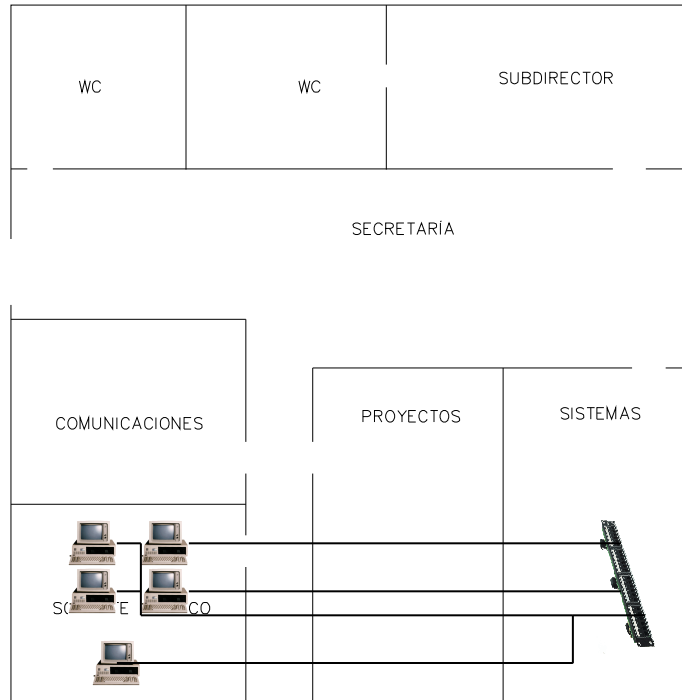 WC
WC
SUBDIRECTOR
SECRETARÍA
COMUNICACIONES
PROYECTOS
SISTEMAS